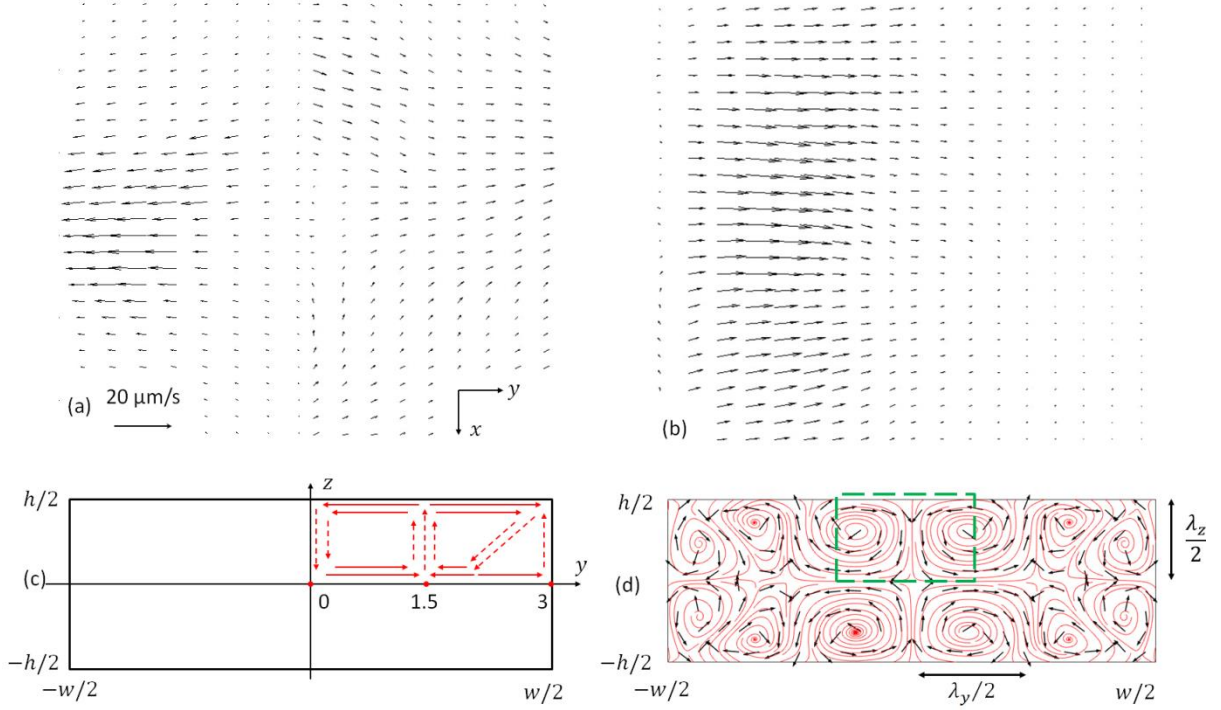 20 μm/s
(a)
y
x
(b)
h/2
z
(c)
y
0
1.5
3
−h/2
−w/2
w/2
h/2
(d)
−h/2
λz
2
−w/2
λy/2
w/2